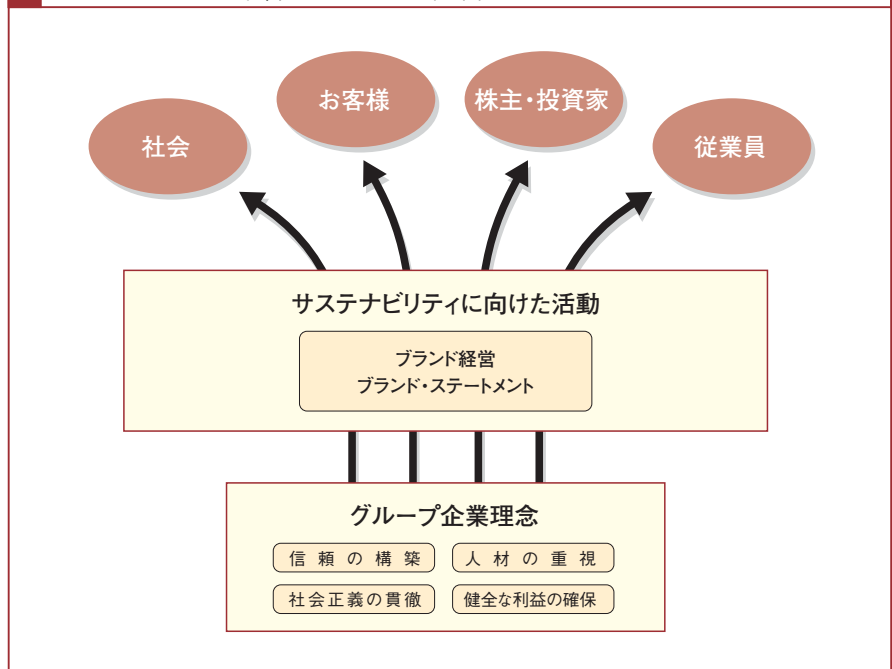 社会
お客様
株主・投資家
従業員
サステナビリティに向けた活動
ブランド経営
ブランド・ステートメント
グループ企業理念
信頼の構築
人材の重視
社会正義の貫徹
健全な利益の確保